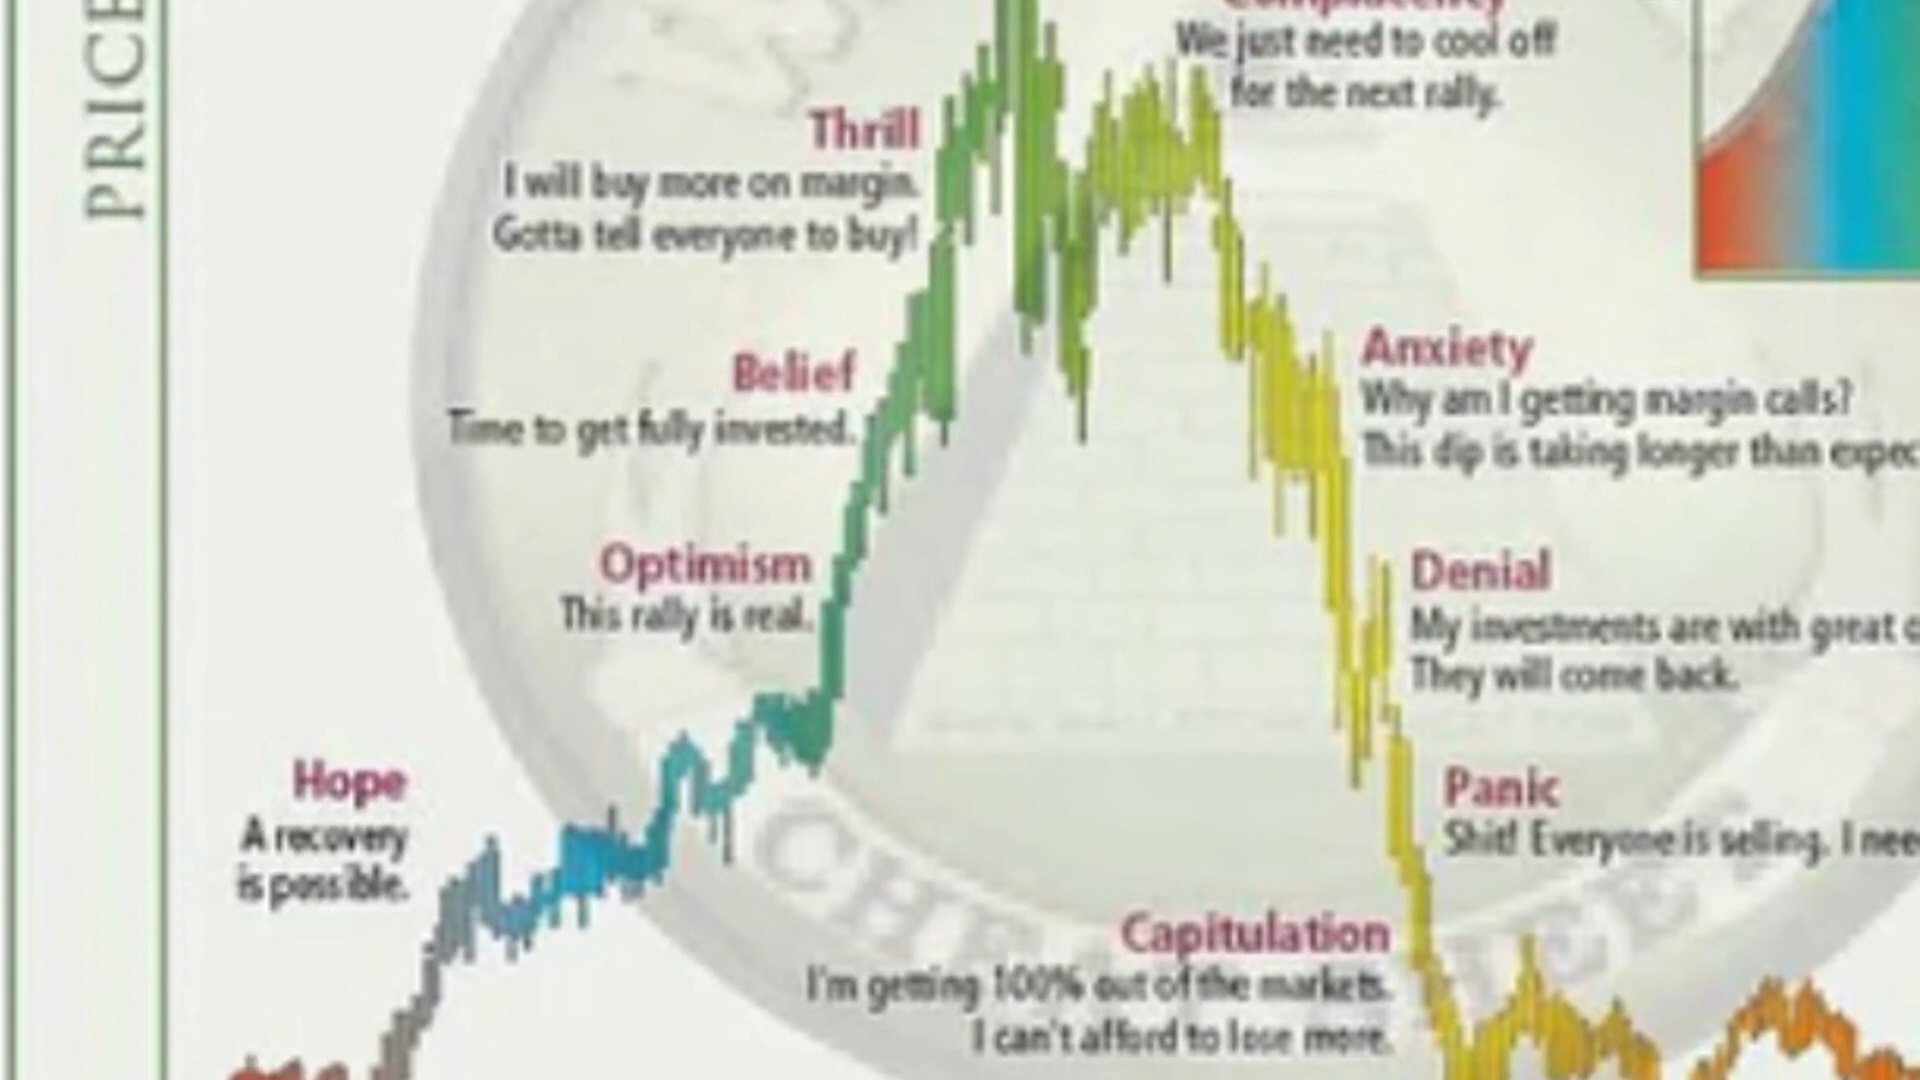 PRICE
Complacency
We just need to cool off
for the next rally.
Thrill
I will buy more on margin.
Gotta tell everyone to buy!
Anxiety
Why am I getting margin calls?
This dip is taking longer than expec
Belief
Time to get fully invested.
Optimism
This rally is real.
Denial
My investments are with great
They will come back.
Hope
A recovery
is possible.
Panic
Shit! Everyone is selling. I nee
Capitulation
I'm getting 100% out of the markets.
I can't afford to lose more.